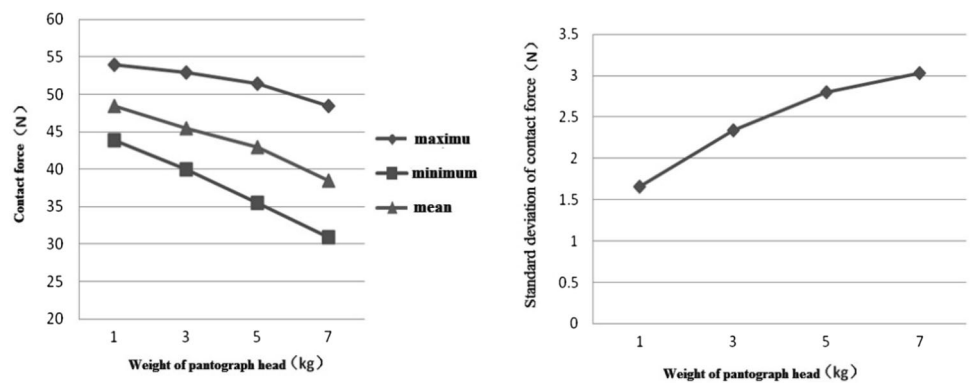 60
55
50
45
40
35
30
25
20
Contact force（N）
1 3 5 7
Weight of pantograph head（kg）
maximu
minimum
mean
3.5
3
2.5
2
1.5
1
0.5
0
Standard deviation of contact force（N）
1 3 5 7
Weight of pantograph head（kg）